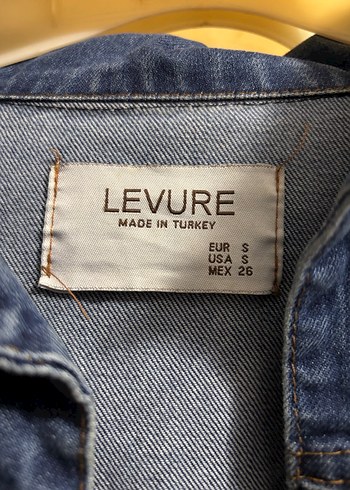 LEVURE
MADE IN TURKEY
EUR S
USA S
MEX 26